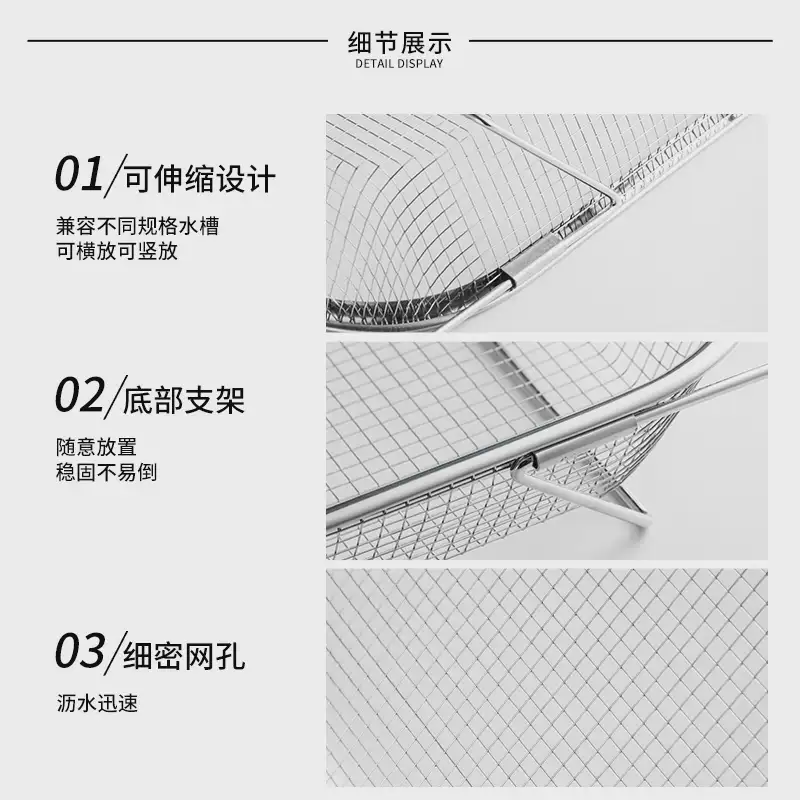 细节展示
DETAIL DISPLAY
01/可伸缩设计
兼容不同规格水槽
可横放可竖放
02/底部支架
随意放置
稳固不易倒
03/细密网孔
沥水迅速